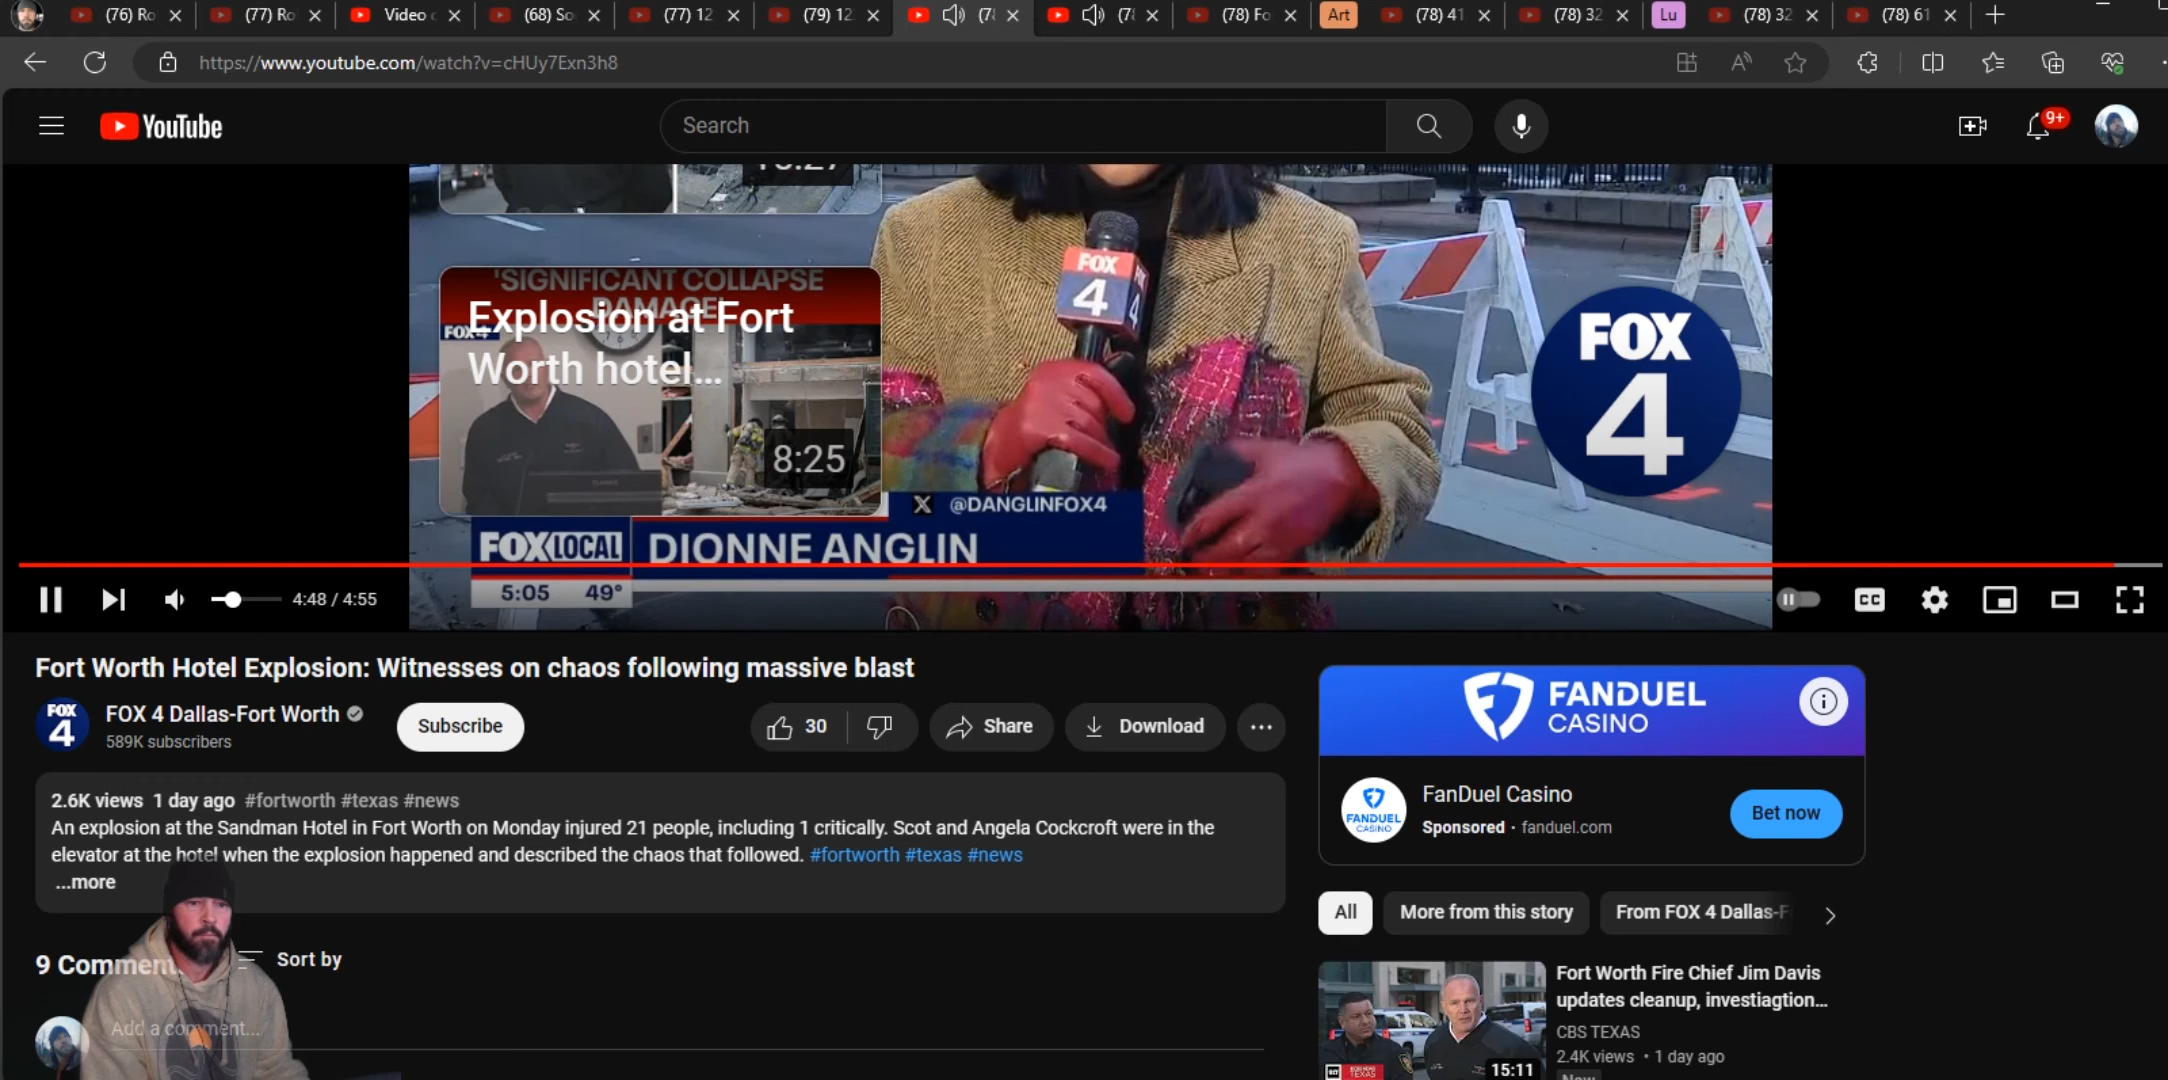 (76) Ro
(77) Ro
Video
(68) So
(77) 12
(79) 12
(78) Fo
Art
(78) 41
(78) 32
Lu
(78) 32
(78) 61
https://www.youtube.com/watch?v=cHUy7Exn3h8
YouTube
Search
9+
'SIGNIFICANT COLLAPSE
DAMAGE'
FOX 4
Explosion at Fort
Worth hotel...
8:25
FOX
4
FOX
4
@DANGLINFOX4
FOX LOCAL
DIONNE ANGLIN
5:05 49°
4:48 / 4:55
CC
Fort Worth Hotel Explosion: Witnesses on chaos following massive blast
FOX
4
FOX 4 Dallas-Fort Worth
589K subscribers
Subscribe
30
Share
Download
2.6K views 1 day ago #fortworth #texas #news
An explosion at the Sandman Hotel in Fort Worth on Monday injured 21 people, including 1 critically. Scot and Angela Cockcroft were in the
elevator at the hotel when the explosion happened and described the chaos that followed. #fortworth #texas #news
...more
9 Comment
Sort by
Add a comment...
FANDUEL
CASINO
FANDUEL
CASINO
FanDuel Casino
Sponsored · fanduel.com
Bet now
All
More from this story
From FOX 4 Dallas-F
Fort Worth Fire Chief Jim Davis
updates cleanup, investiagtion...
CBS TEXAS
2.4K views • 1 day ago
15:11
New